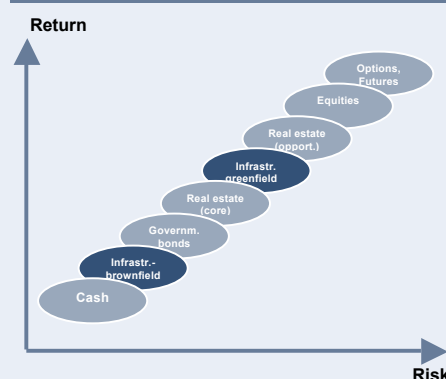 Return
Options,
Futures
Equities
Real estate
(opport.)
Infrastr.
greenfield
Real estate
(core)
Governm.
bonds
Infrastr.-
brownfield
Cash
Risk